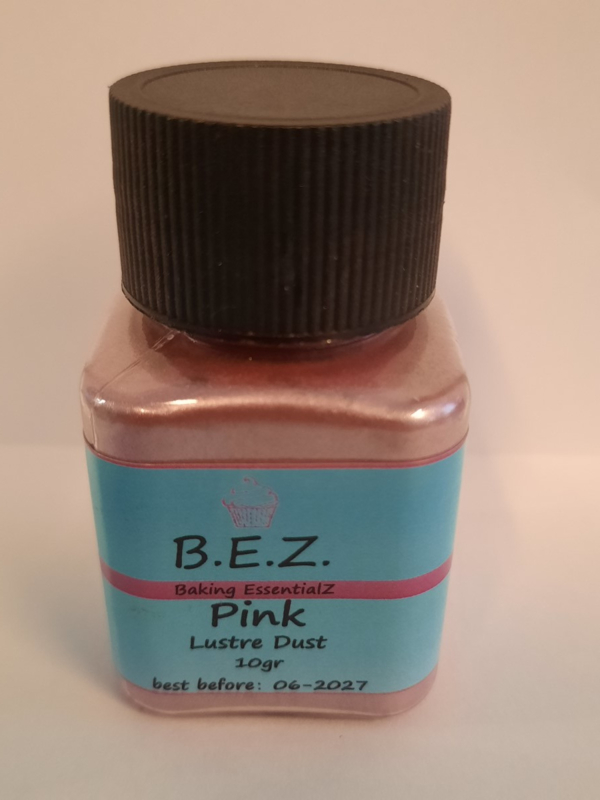 B.E.Z.
Baking EssentialZ
Pink
Lustre Dust
10gr
best before: 06-2027